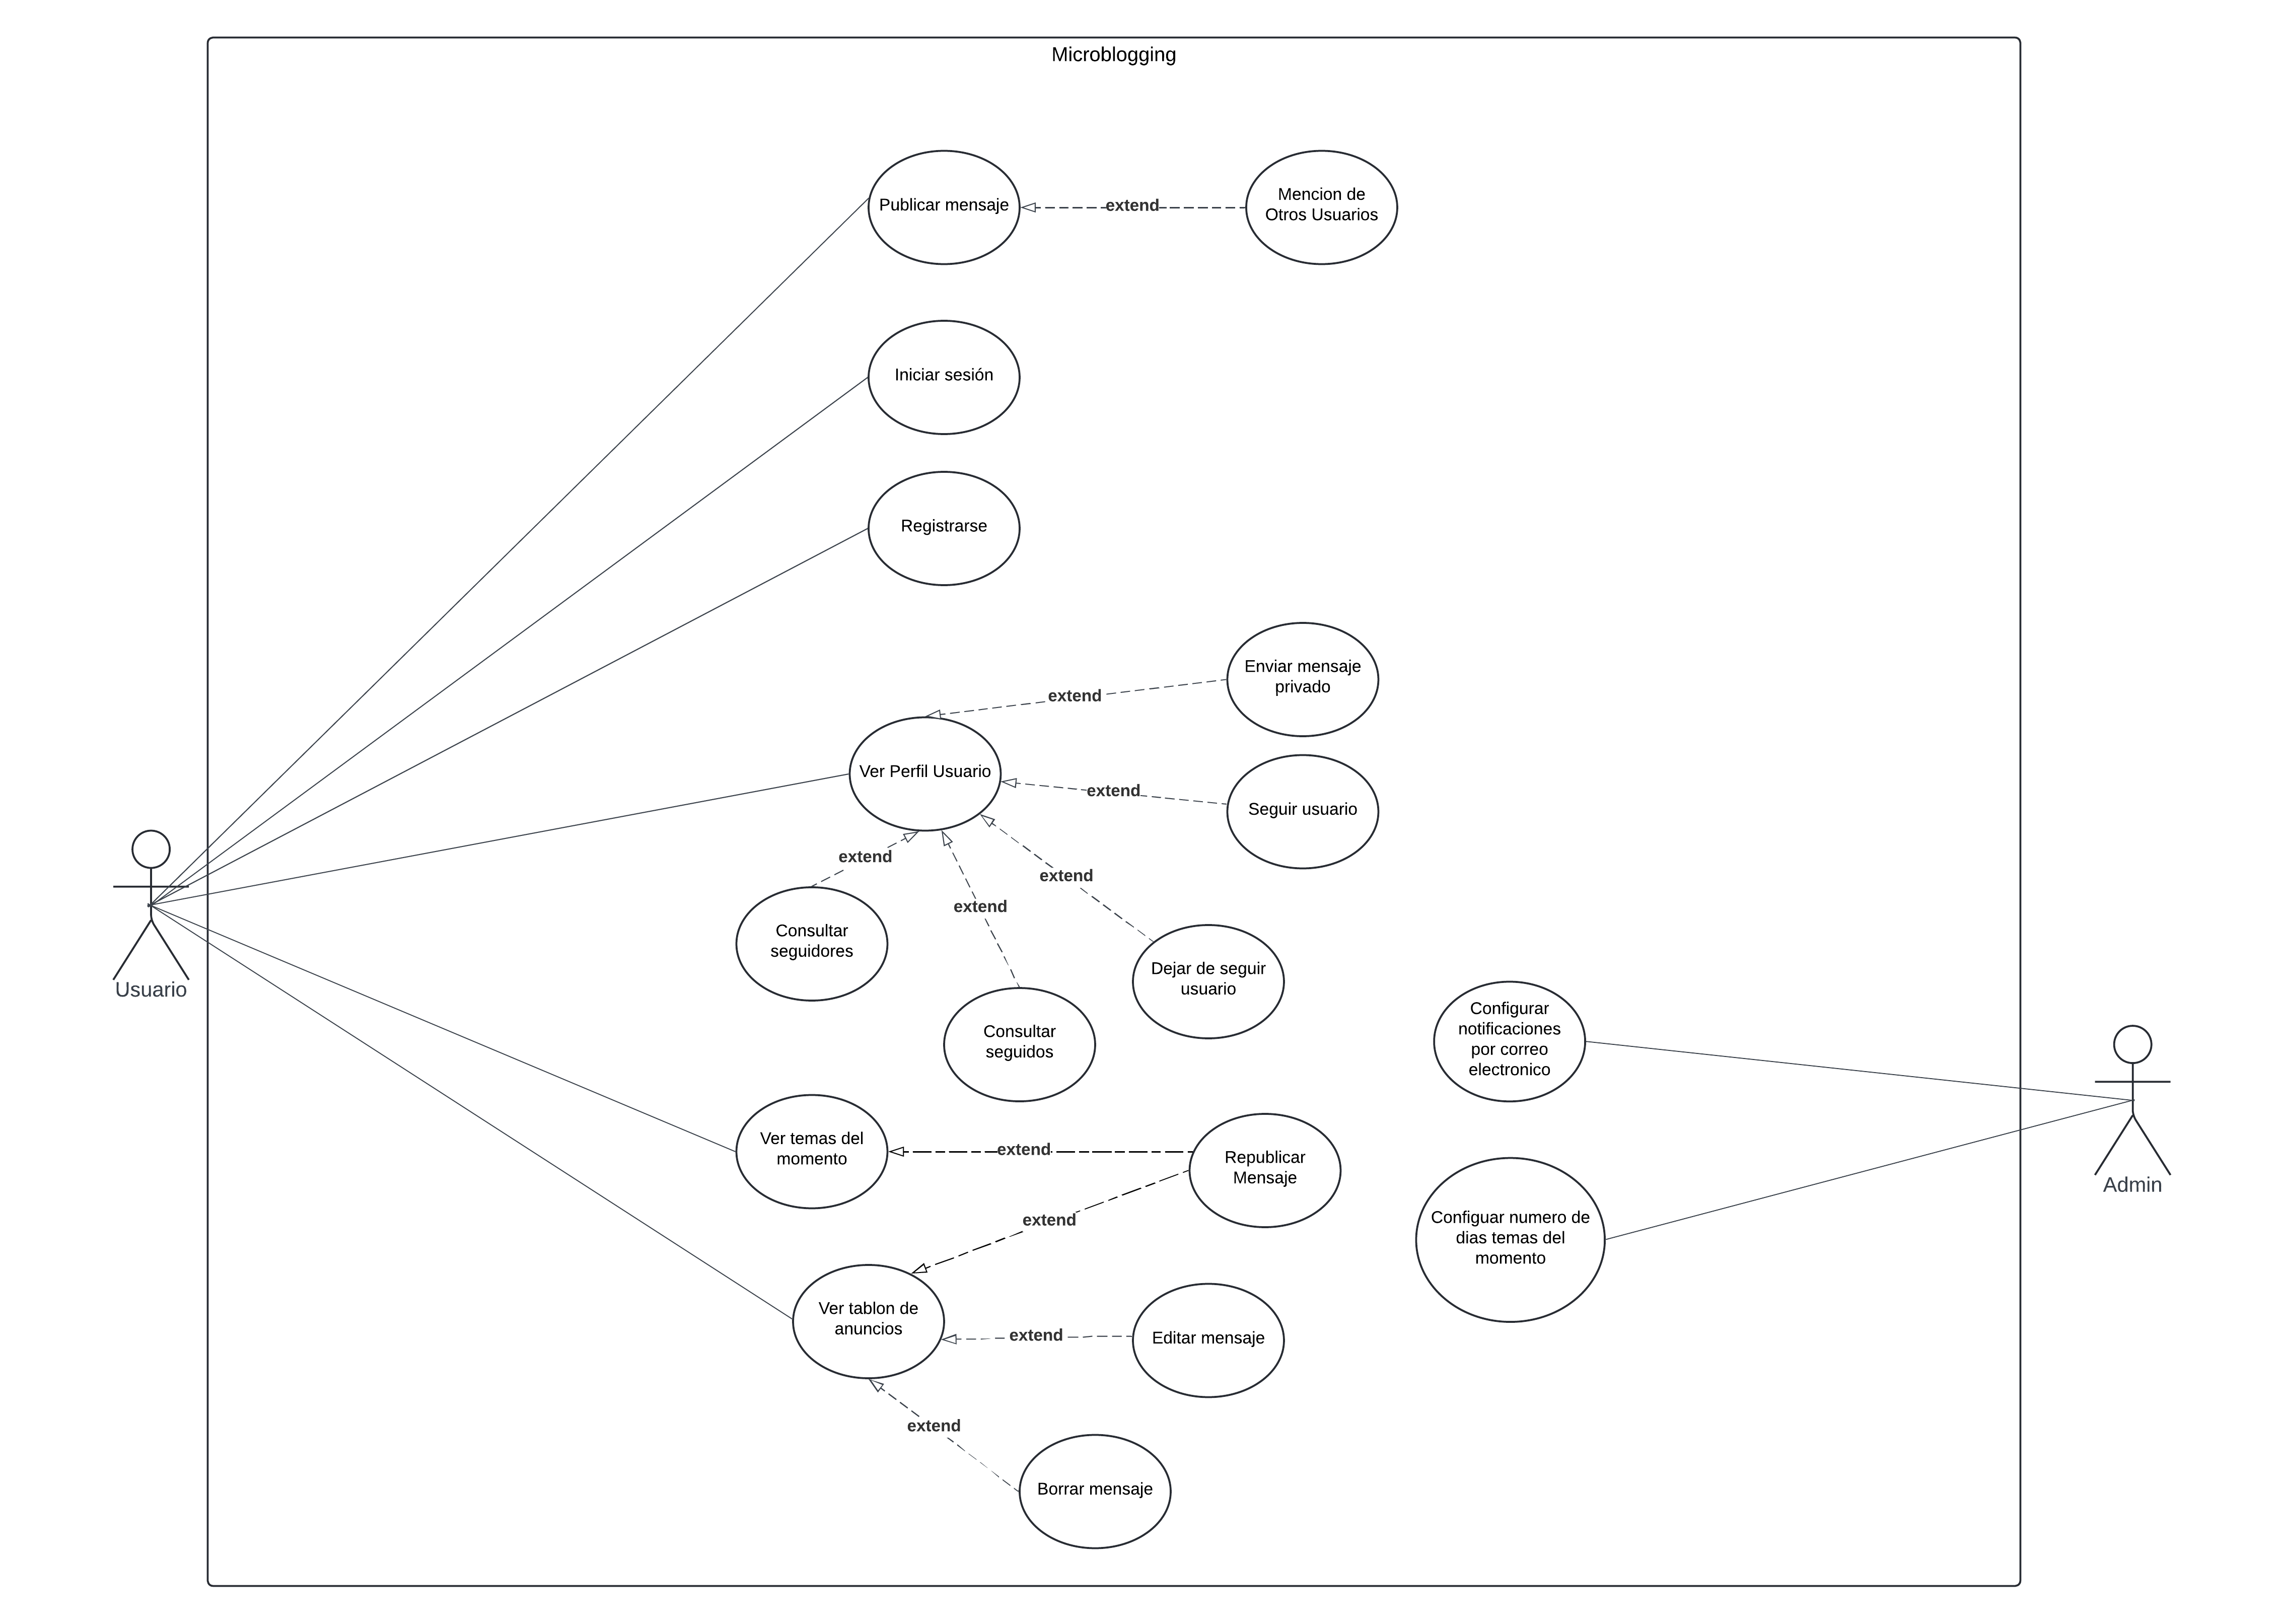 Microblogging
Publicar mensaje
extend
Mencion de
Otros Usuarios
Iniciar sesión
Registrarse
Enviar mensaje
privado
extend
Ver Perfil Usuario
extend
Seguir usuario
extend
extend
extend
Consultar
seguidores
Dejar de seguir
usuario
Usuario
Consultar
seguidos
Configurar
notificaciones
por correo
electronico
Ver temas del
momento
extend
Republicar
Mensaje
Admin
extend
Configuar numero de
dias temas del
momento
Ver tablon de
anuncios
extend
Editar mensaje
extend
Borrar mensaje